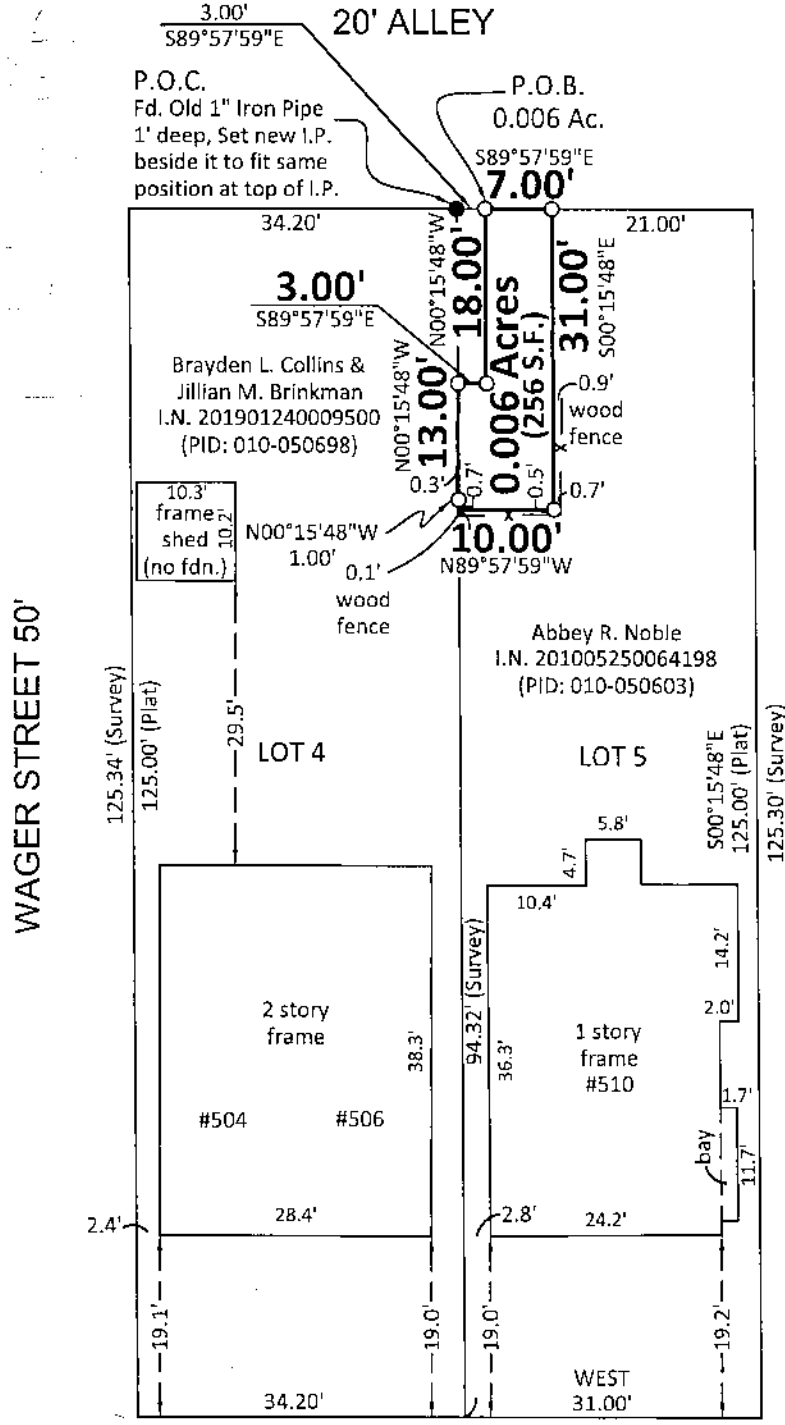 3.00'
S89°57'59"E
20' ALLEY
P.O.C.
Fd. Old 1" Iron Pipe
1' deep, Set new I.P.
beside it to fit same
position at top of I.P.
P.O.B.
0.006 Ac.
S89°57'59"E
7.00'
34.20'
21.00'
N00°15'48"W
18.00'
3.00'
S89°57'59"E
31.00'
S00°15'48"E
0.006 Acres
(256 S.F.)
Brayden L. Collins &
Jillian M. Brinkman
I.N. 201901240009500
(PID: 010-050698)
N00°15'48"W
13.00'
0.9'
wood
fence
0.3'
0.7'
0.5'
0.7'
10.3'
frame
shed
(no fdn.)
10.2'
N00°15'48"W
1.00'
0.1'
wood
fence
10.00'
N89°57'59"W
Abbey R. Noble
I.N. 201005250064198
(PID: 010-050603)
WAGER STREET 50'
125.34' (Survey)
125.00' (Plat)
29.5'
LOT 4
LOT 5
S00°15'48"E
125.00' (Plat)
125.30' (Survey)
5.8'
4.7'
10.4'
14.2'
2.0'
94.32' (Survey)
2 story
frame
38.3'
36.3'
1 story
frame
#510
#504
#506
1.7'
bay
11.7'
2.4'
28.4'
2.8'
24.2'
19.1'
19.0'
19.0'
19.2'
34.20'
WEST
31.00'